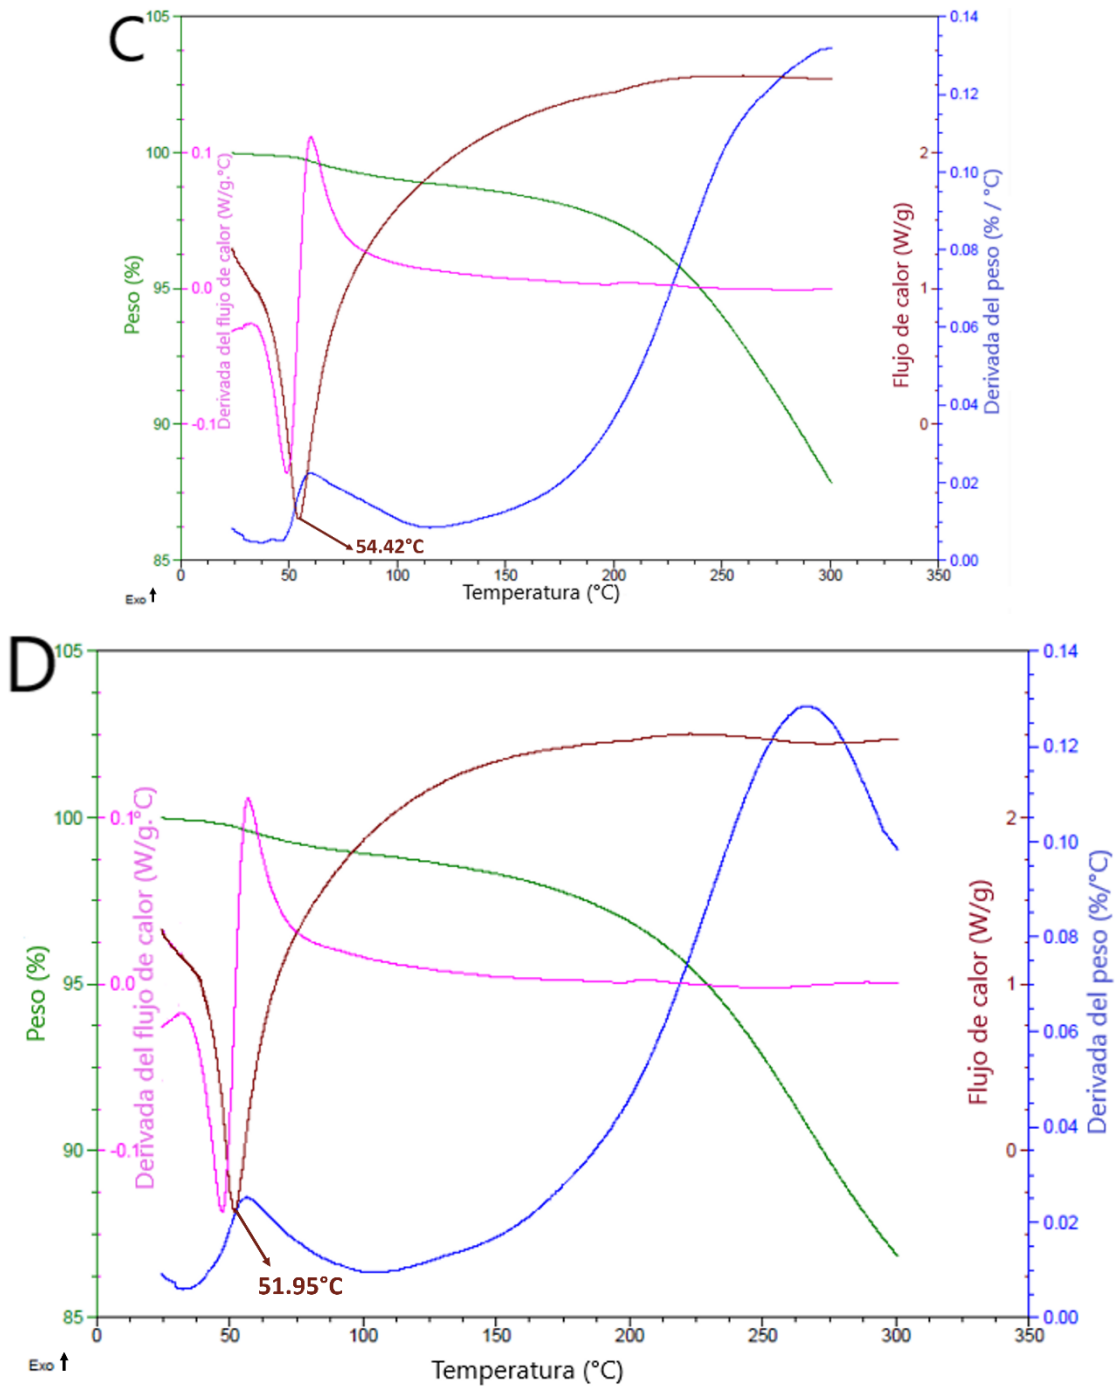 C
105
100
95
90
85
Peso (%)
0.1
0.0
-0.1
Derivada del flujo de calor (W/g.°C)
2
1
0
Flujo de calor (W/g)
0.14
0.12
0.10
0.08
0.06
0.04
0.02
0.00
Derivada del peso (% / °C)
54.42°C
0 50 100 150 200 250 300 350
Temperatura (°C)
Exo
D
105
100
95
90
85
Peso (%)
0.1
0.0
-0.1
Derivada del flujo de calor (W/g.°C)
2
1
0
Flujo de calor (W/g)
0.14
0.12
0.10
0.08
0.06
0.04
0.02
0.00
Derivada del peso (%/°C)
51.95°C
0 50 100 150 200 250 300 350
Temperatura (°C)
Exo